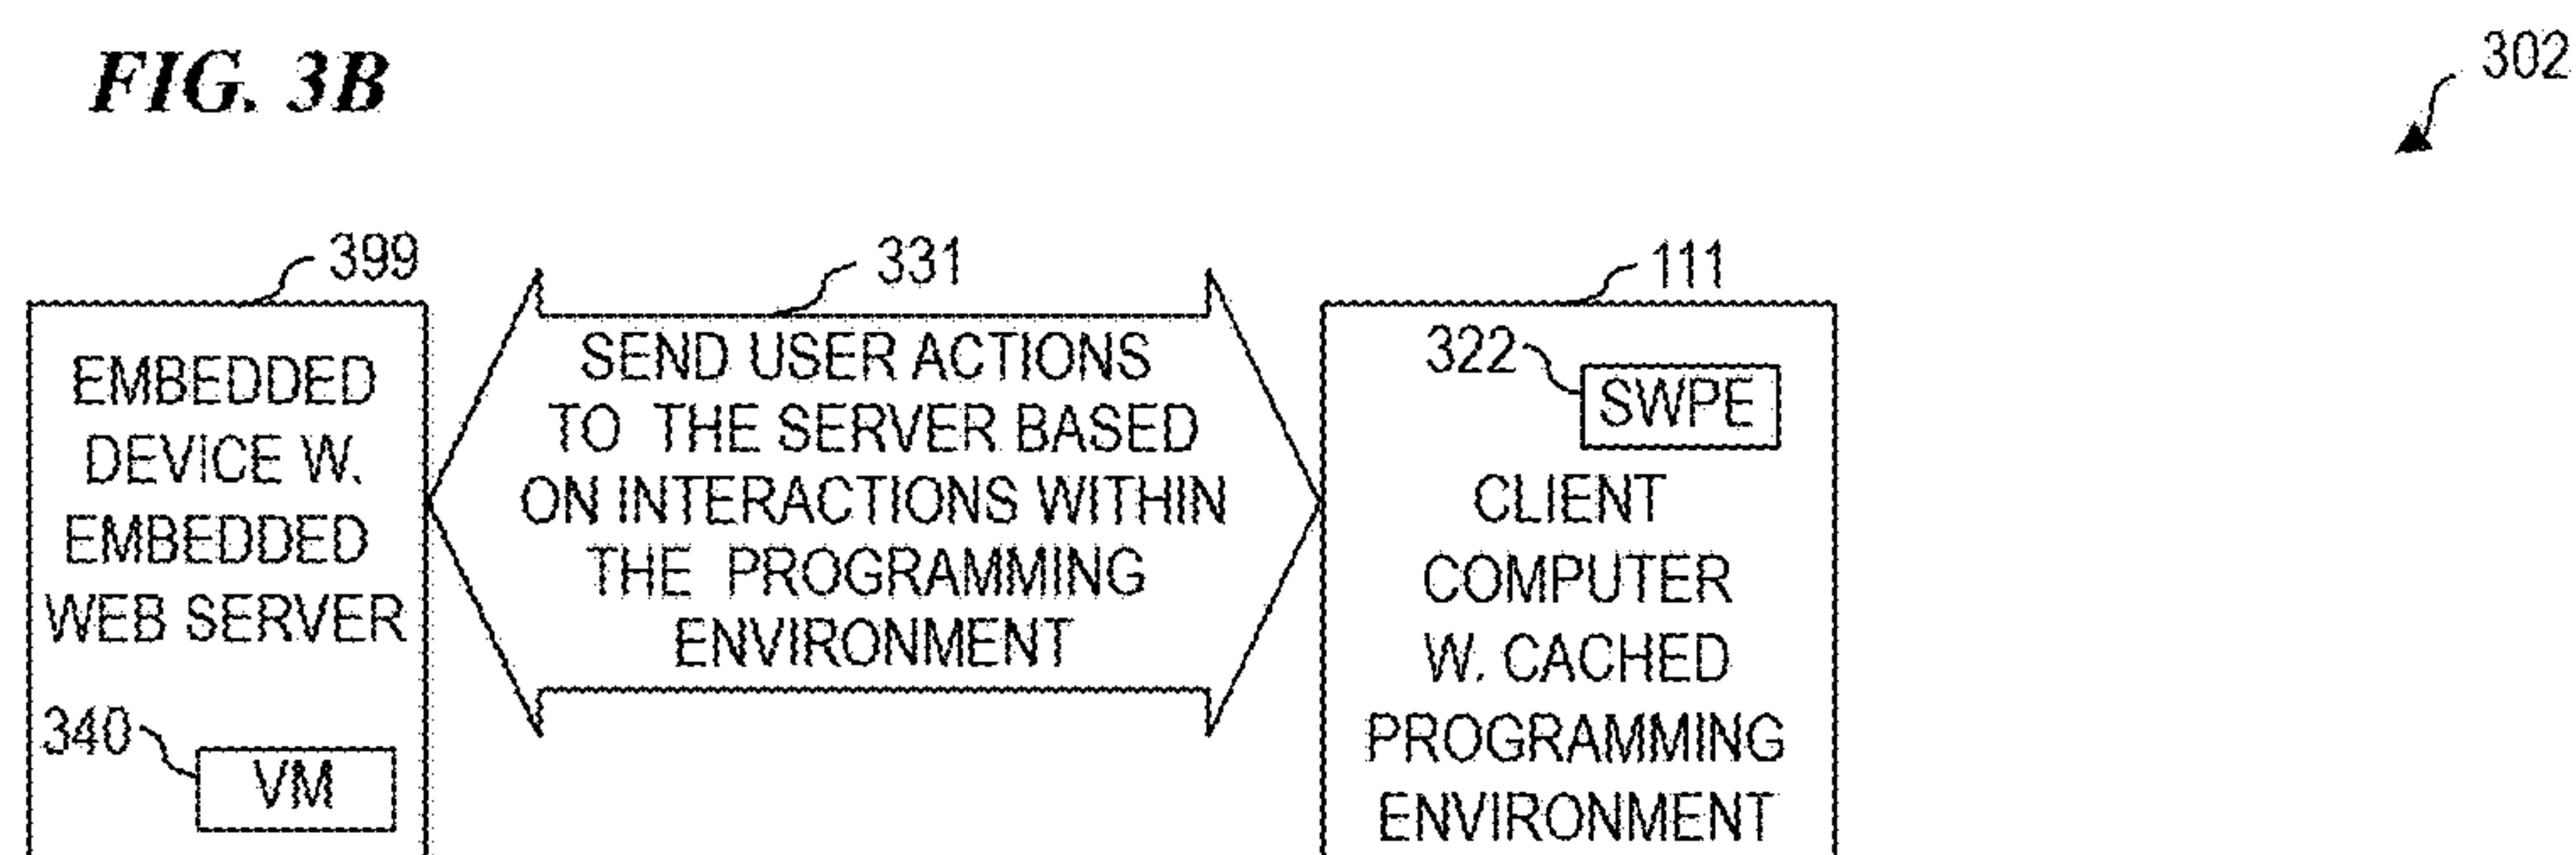 FIG. 3B
302
399
EMBEDDED
DEVICE W.
EMBEDDED
WEB SERVER
340
VM
331
SEND USER ACTIONS
TO THE SERVER BASED
ON INTERACTIONS WITHIN
THE PROGRAMMING
ENVIRONMENT
111
322
SWPE
CLIENT
COMPUTER
W. CACHED
PROGRAMMING
ENVIRONMENT